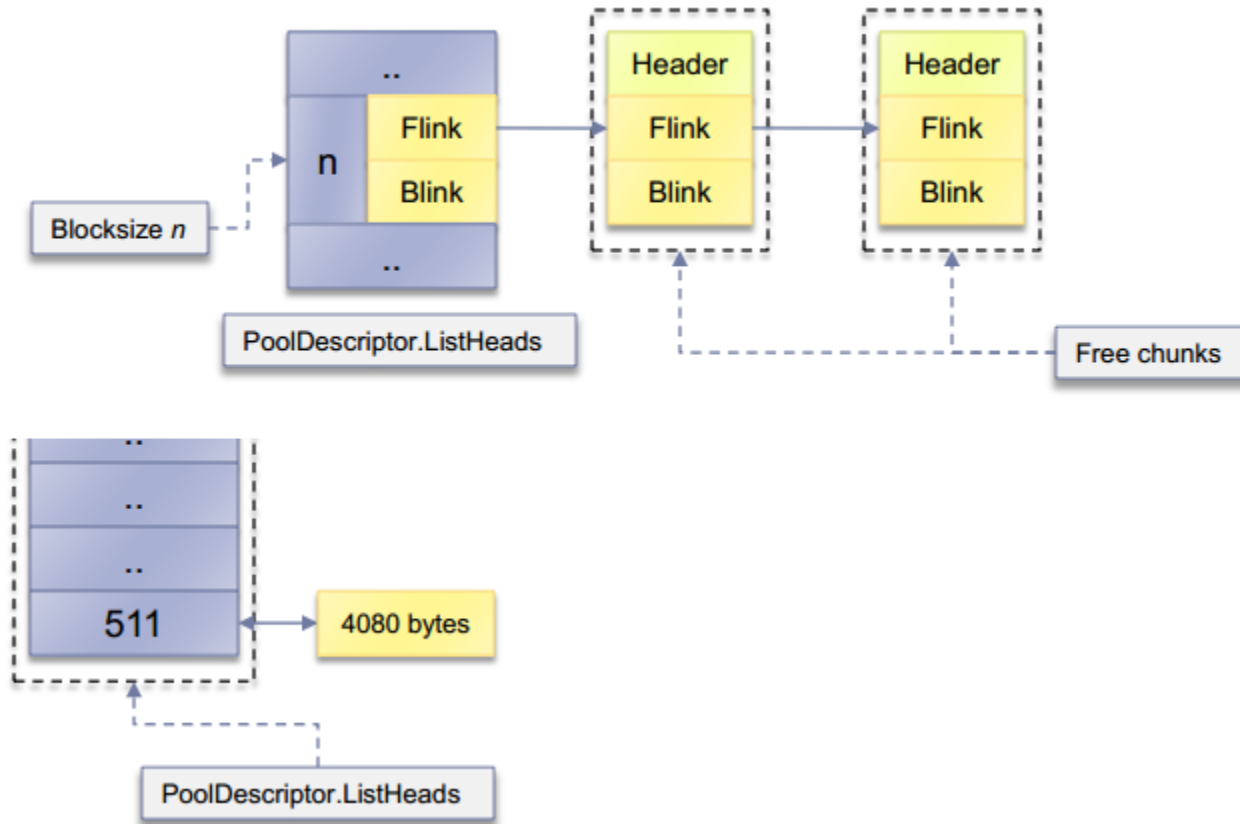 ..
Header
Header
Flink
Flink
Flink
n
Blink
Blink
Blink
Blocksize n
..
PoolDescriptor.ListHeads
Free chunks
..
..
..
511
4080 bytes
PoolDescriptor.ListHeads